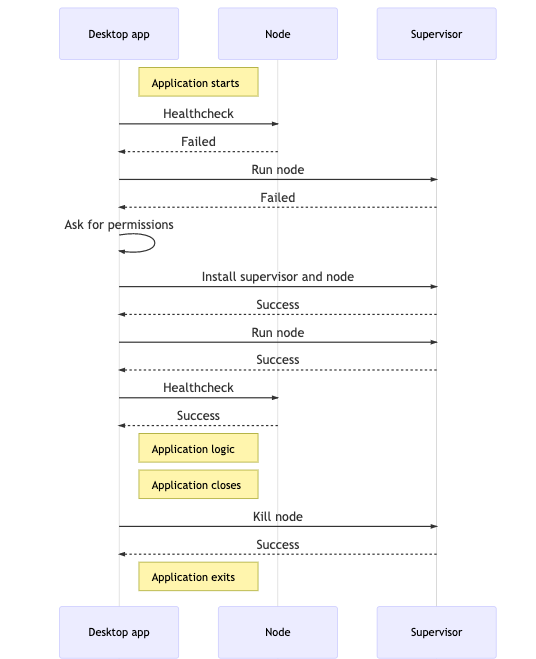 Desktop app
Node
Supervisor
Application starts
Healthcheck
Failed
Run node
Failed
Ask for permissions
Install supervisor and node
Success
Run node
Success
Healthcheck
Success
Application logic
Application closes
Kill node
Success
Application exits
Desktop app
Node
Supervisor